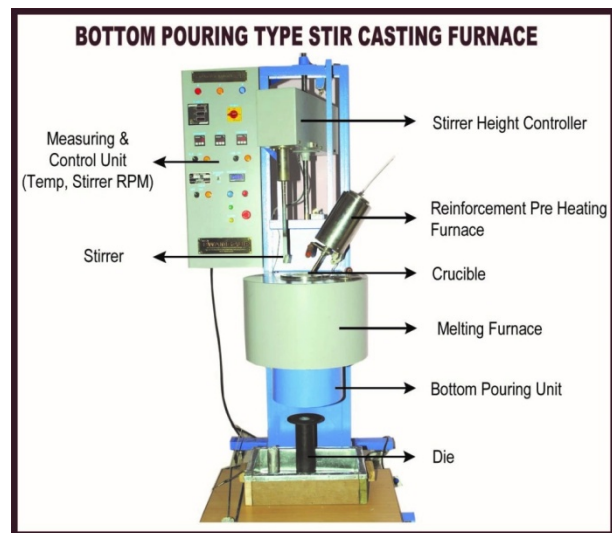 BOTTOM POURING TYPE STIR CASTING FURNACE
Measuring &
Control Unit
(Temp, Stirrer RPM)
Stirrer
Stirrer Height Controller
Reinforcement Pre Heating
Furnace
Crucible
Melting Furnace
Bottom Pouring Unit
Die